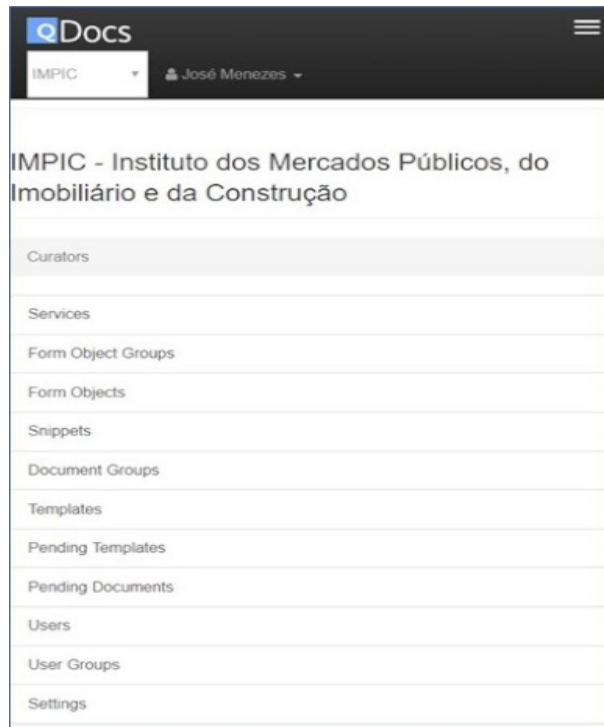 QDocs
IMPIC José Menezes
IMPIC - Instituto dos Mercados Públicos, do
Imobiliário e da Construção
Curators
Services
Form Object Groups
Form Objects
Snippets
Document Groups
Templates
Pending Templates
Pending Documents
Users
User Groups
Settings